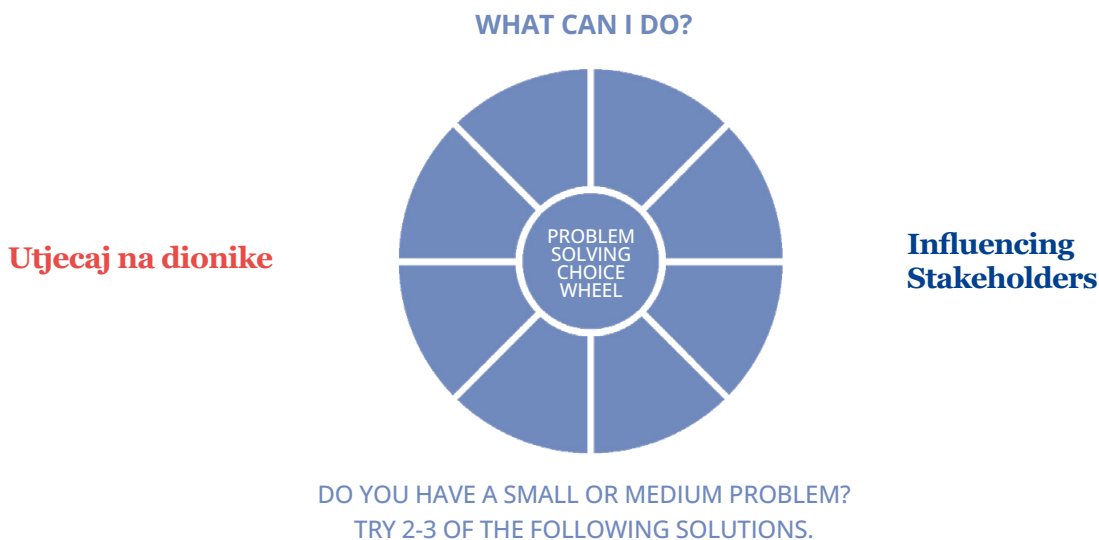 WHAT CAN I DO?
Utjecaj na dionike
PROBLEM
SOLVING
CHOICE
WHEEL
Influencing
Stakeholders
DO YOU HAVE A SMALL OR MEDIUM PROBLEM?
TRY 2-3 OF THE FOLLOWING SOLUTIONS.